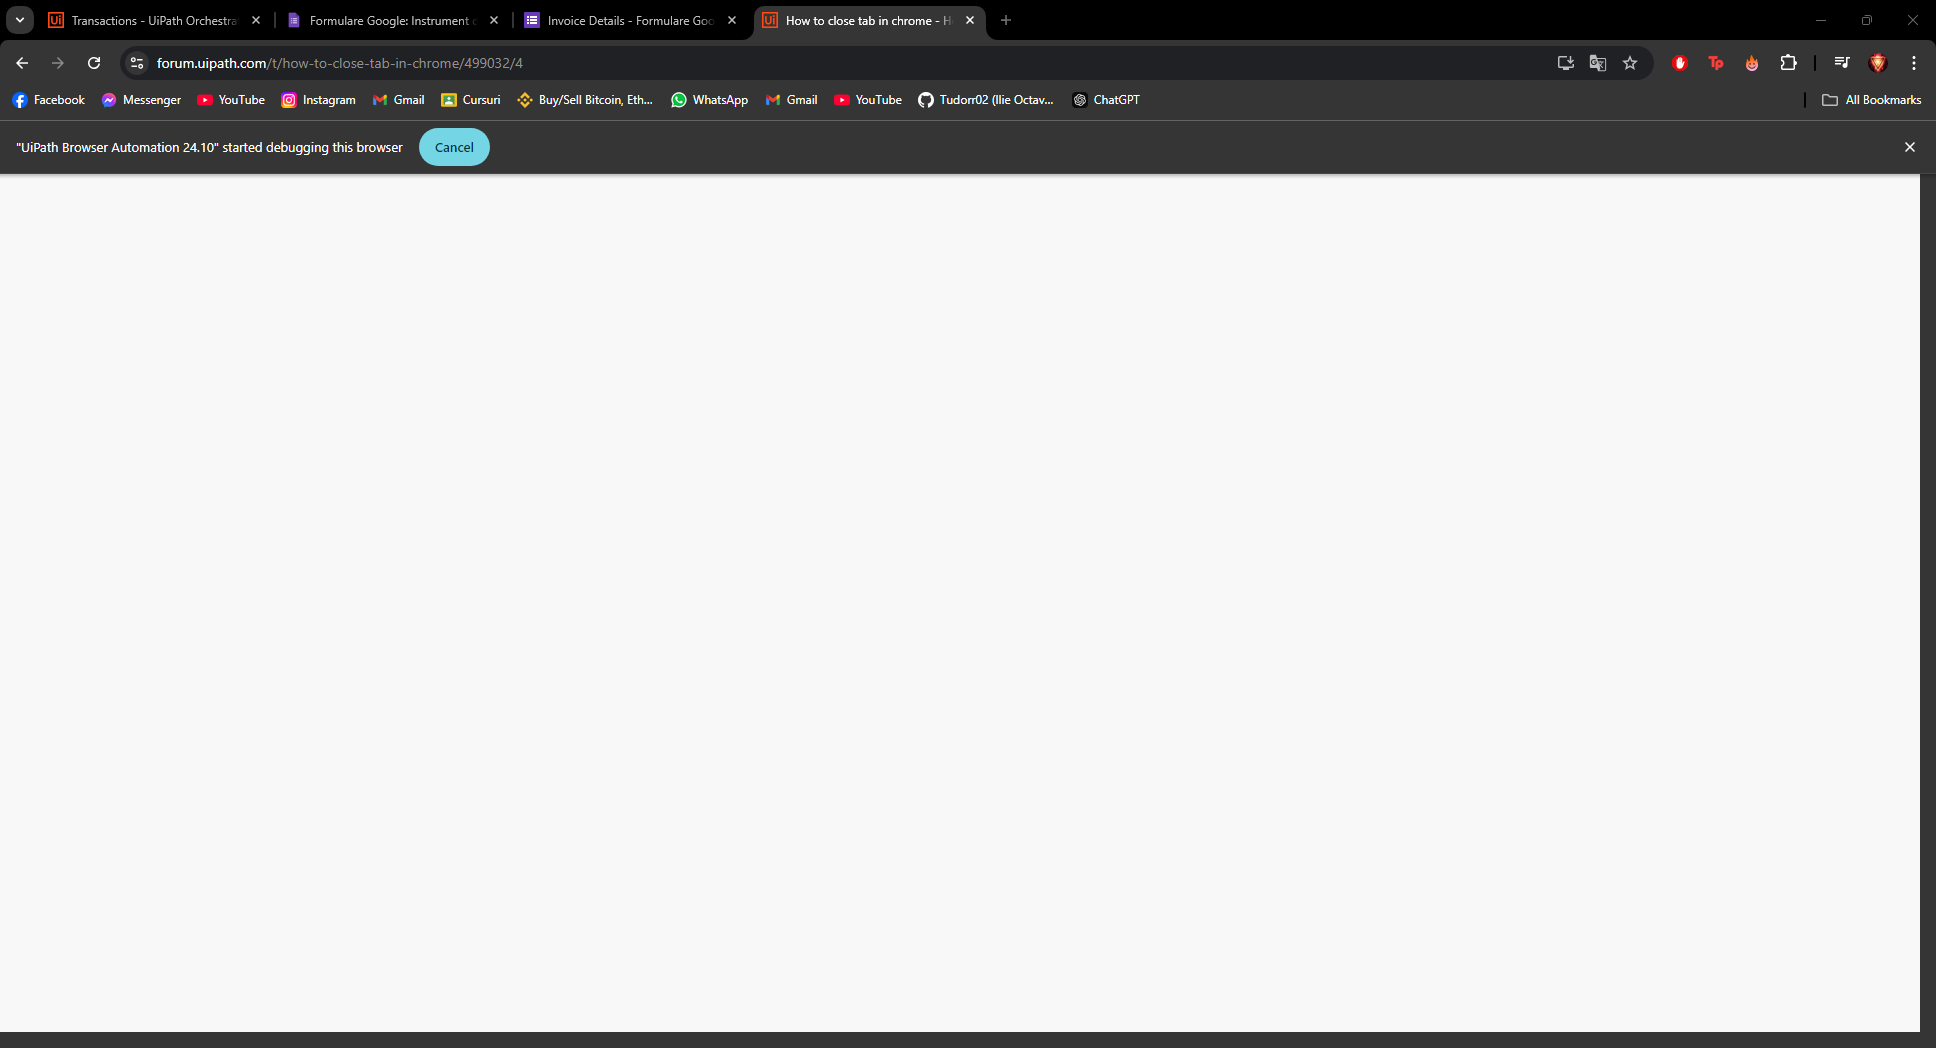 Transactions - UiPath Orchestra
Formulare Google: Instrument
Invoice Details - Formulare Goo
How to close tab in chrome - H
forum.uipath.com/t/how-to-close-tab-in-chrome/499032/4
Facebook
Messenger
YouTube
Instagram
Gmail
Cursuri
Buy/Sell Bitcoin, Eth...
WhatsApp
Gmail
YouTube
Tudorr02 (Ilie Octav...
ChatGPT
All Bookmarks
"UiPath Browser Automation 24.10" started debugging this browser
Cancel